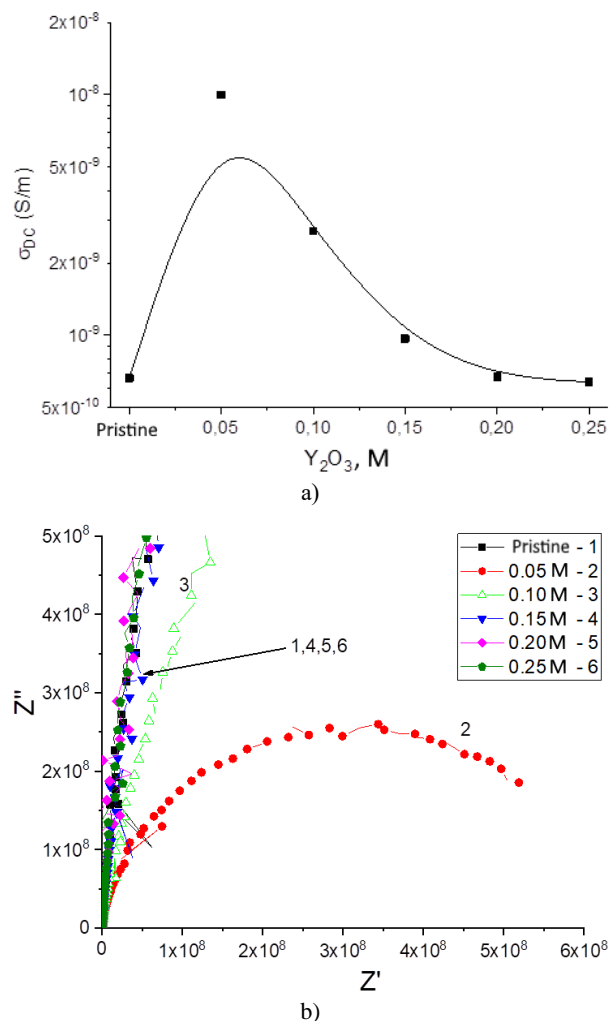 2x10⁻⁸
10⁻⁸
5x10⁻⁹
2x10⁻⁹
10⁻⁹
5x10⁻¹⁰
σDC (S/m)
Pristine 0,05 0,10 0,15 0,20 0,25
Y₂O₃, M
a)
5x10⁸
4x10⁸
3x10⁸
2x10⁸
1x10⁸
0
Z''
3
1,4,5,6
2
Pristine - 1
0.05 M - 2
0.10 M - 3
0.15 M - 4
0.20 M - 5
0.25 M - 6
0 1x10⁸ 2x10⁸ 3x10⁸ 4x10⁸ 5x10⁸ 6x10⁸
Z'
b)